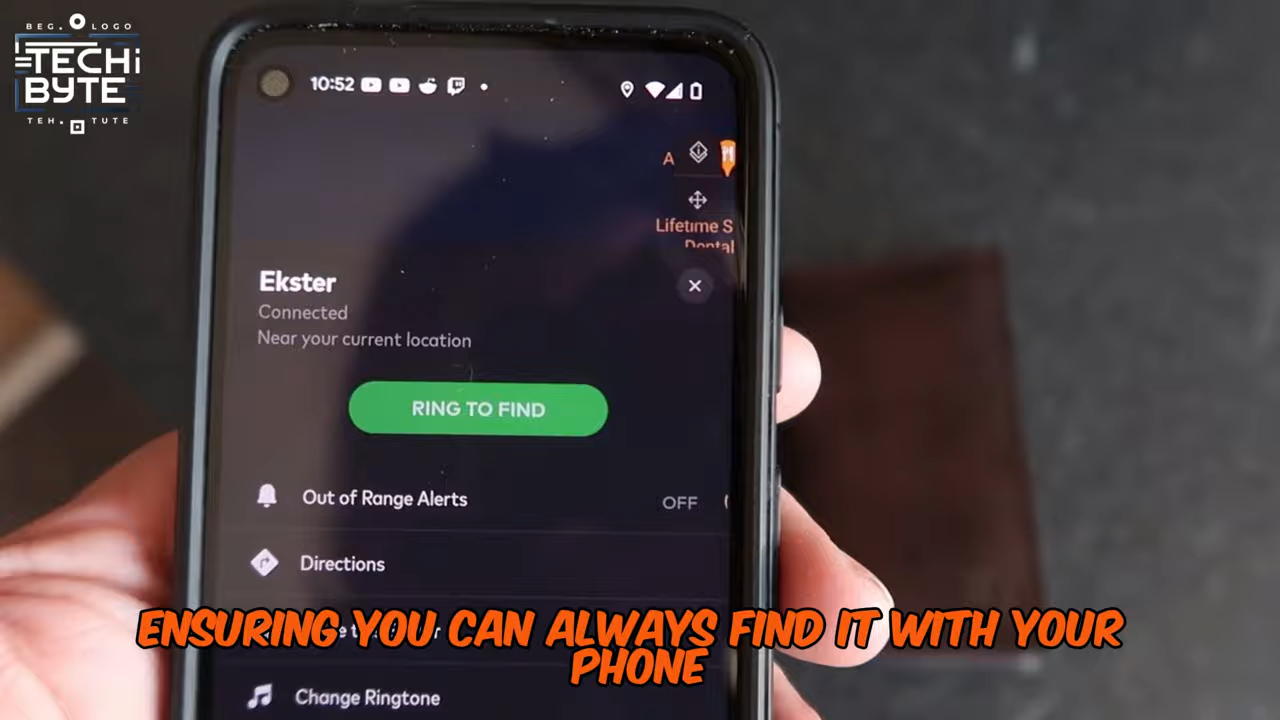 BEG. LOGO
TECHi
BYTE
TEH. TUTE
10:52
A
Lifetime S
Dental
Ekster
Connected
Near your current location
RING TO FIND
Out of Range Alerts
OFF
Directions
Change Ringtone
ENSURING YOU CAN ALWAYS FIND IT WITH YOUR
PHONE